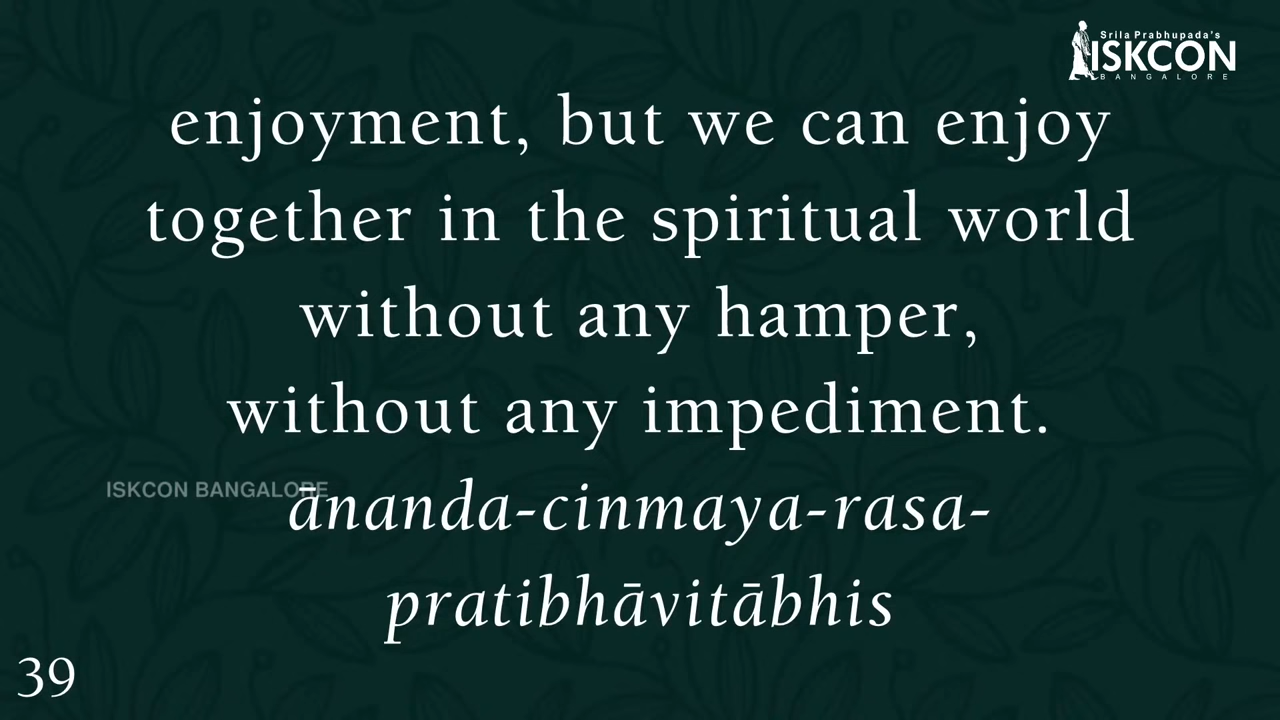 Srila Prabhupada's
ISKCON
BANGALORE
enjoyment, but we can enjoy
together in the spiritual world
without any hamper,
without any impediment.
ISKCON BANGALORE
ānanda-cinmaya-rasa-
pratibhāvitābhis
39